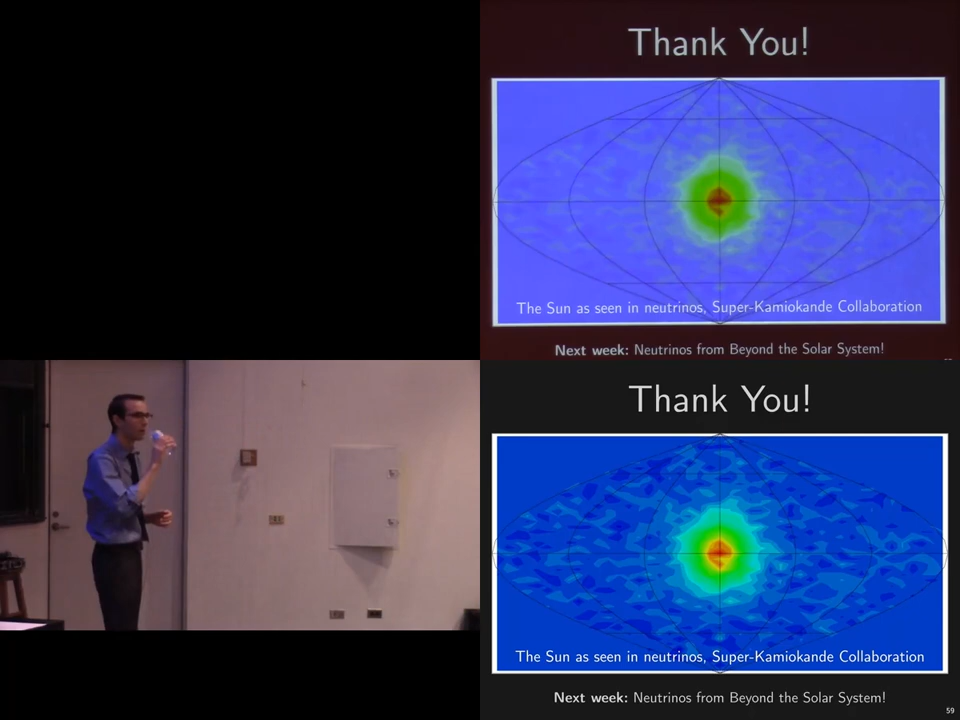 Thank You!
The Sun as seen in neutrinos, Super-Kamiokande Collaboration
Next week: Neutrinos from Beyond the Solar System!
Thank You!
The Sun as seen in neutrinos, Super-Kamiokande Collaboration
Next week: Neutrinos from Beyond the Solar System!
59